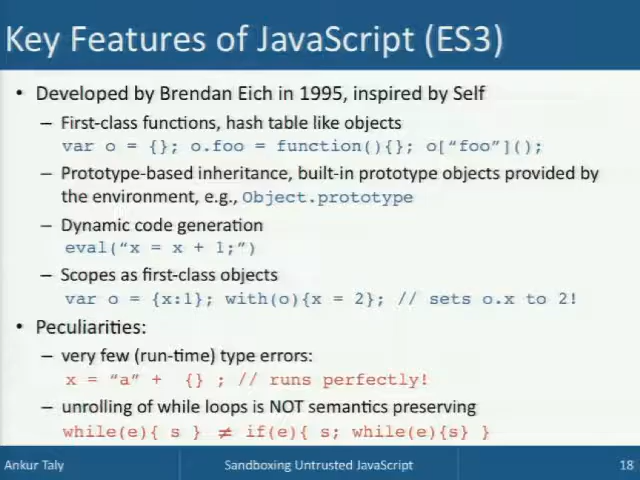 Key Features of JavaScript (ES3)
• Developed by Brendan Eich in 1995, inspired by Self
– First-class functions, hash table like objects
var o = {}; o.foo = function(){}; o[“foo”]();
– Prototype-based inheritance, built-in prototype objects provided by
the environment, e.g., Object.prototype
– Dynamic code generation
eval(“x = x + 1;”)
– Scopes as first-class objects
var o = {x:1}; with(o){x = 2}; // sets o.x to 2!
• Peculiarities:
– very few (run-time) type errors:
x = “a” + {} ; // runs perfectly!
– unrolling of while loops is NOT semantics preserving
while(e){ s } ≠ if(e){ s; while(e){s} }
Ankur Taly
Sandboxing Untrusted JavaScript
18